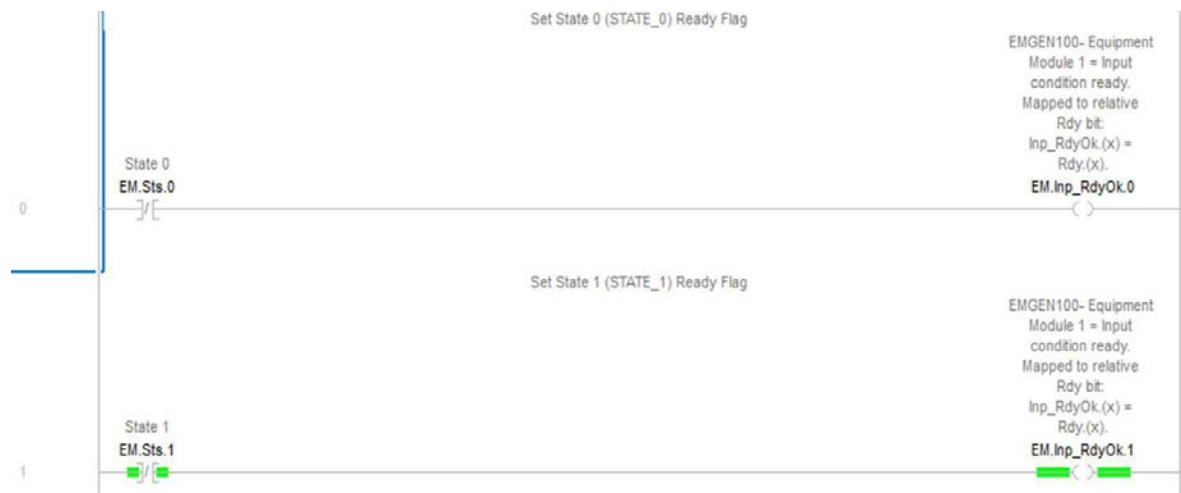 Set State 0 (STATE_0) Ready Flag
EMGEN100- Equipment
Module 1 = Input
condition ready.
Mapped to relative
Rdy bit:
Inp_RdyOk.(x) =
Rdy.(x).
State 0
EM.Sts.0
EM.Inp_RdyOk.0
0
Set State 1 (STATE_1) Ready Flag
EMGEN100- Equipment
Module 1 = Input
condition ready.
Mapped to relative
Rdy bit:
Inp_RdyOk.(x) =
Rdy.(x).
State 1
EM.Sts.1
EM.Inp_RdyOk.1
1